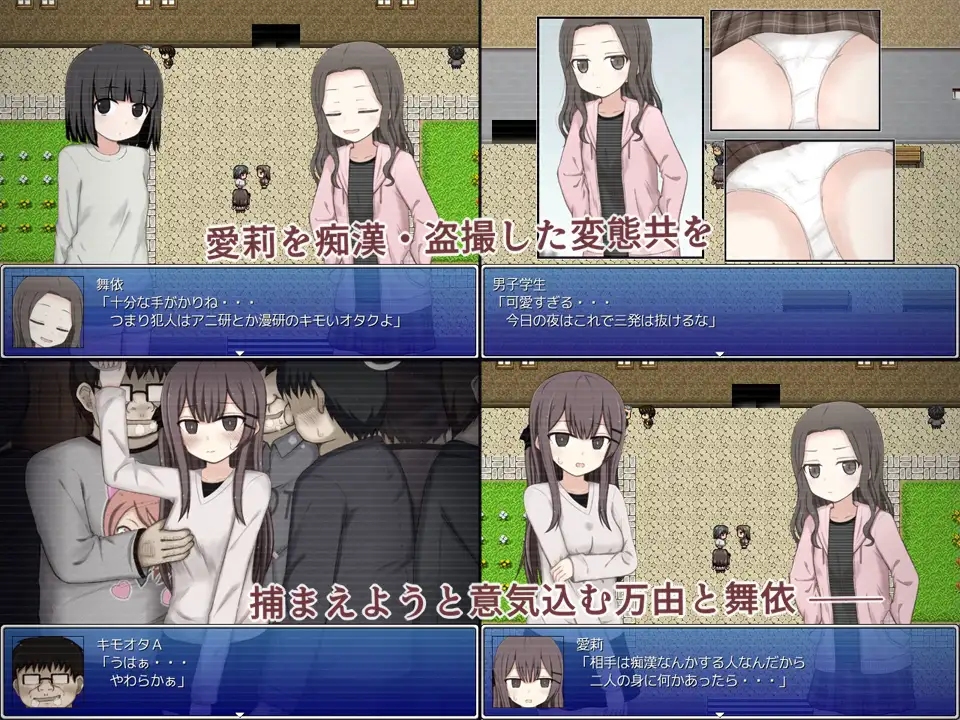 愛莉を痴漢・盗撮した変態共を
舞依
「十分な手がかりね・・・
つまり犯人はアニ研とか漫研のキモいオタクよ」
男子学生
「可愛すぎる・・・
今日の夜はこれで三発は抜けるな」
捕まえようと意気込む万由と舞依――
キモオタA
「うはぁ・・・
やわらかぁ」
愛莉
「相手は痴漢なんかする人なんだから
二人の身に何かあったら・・・」